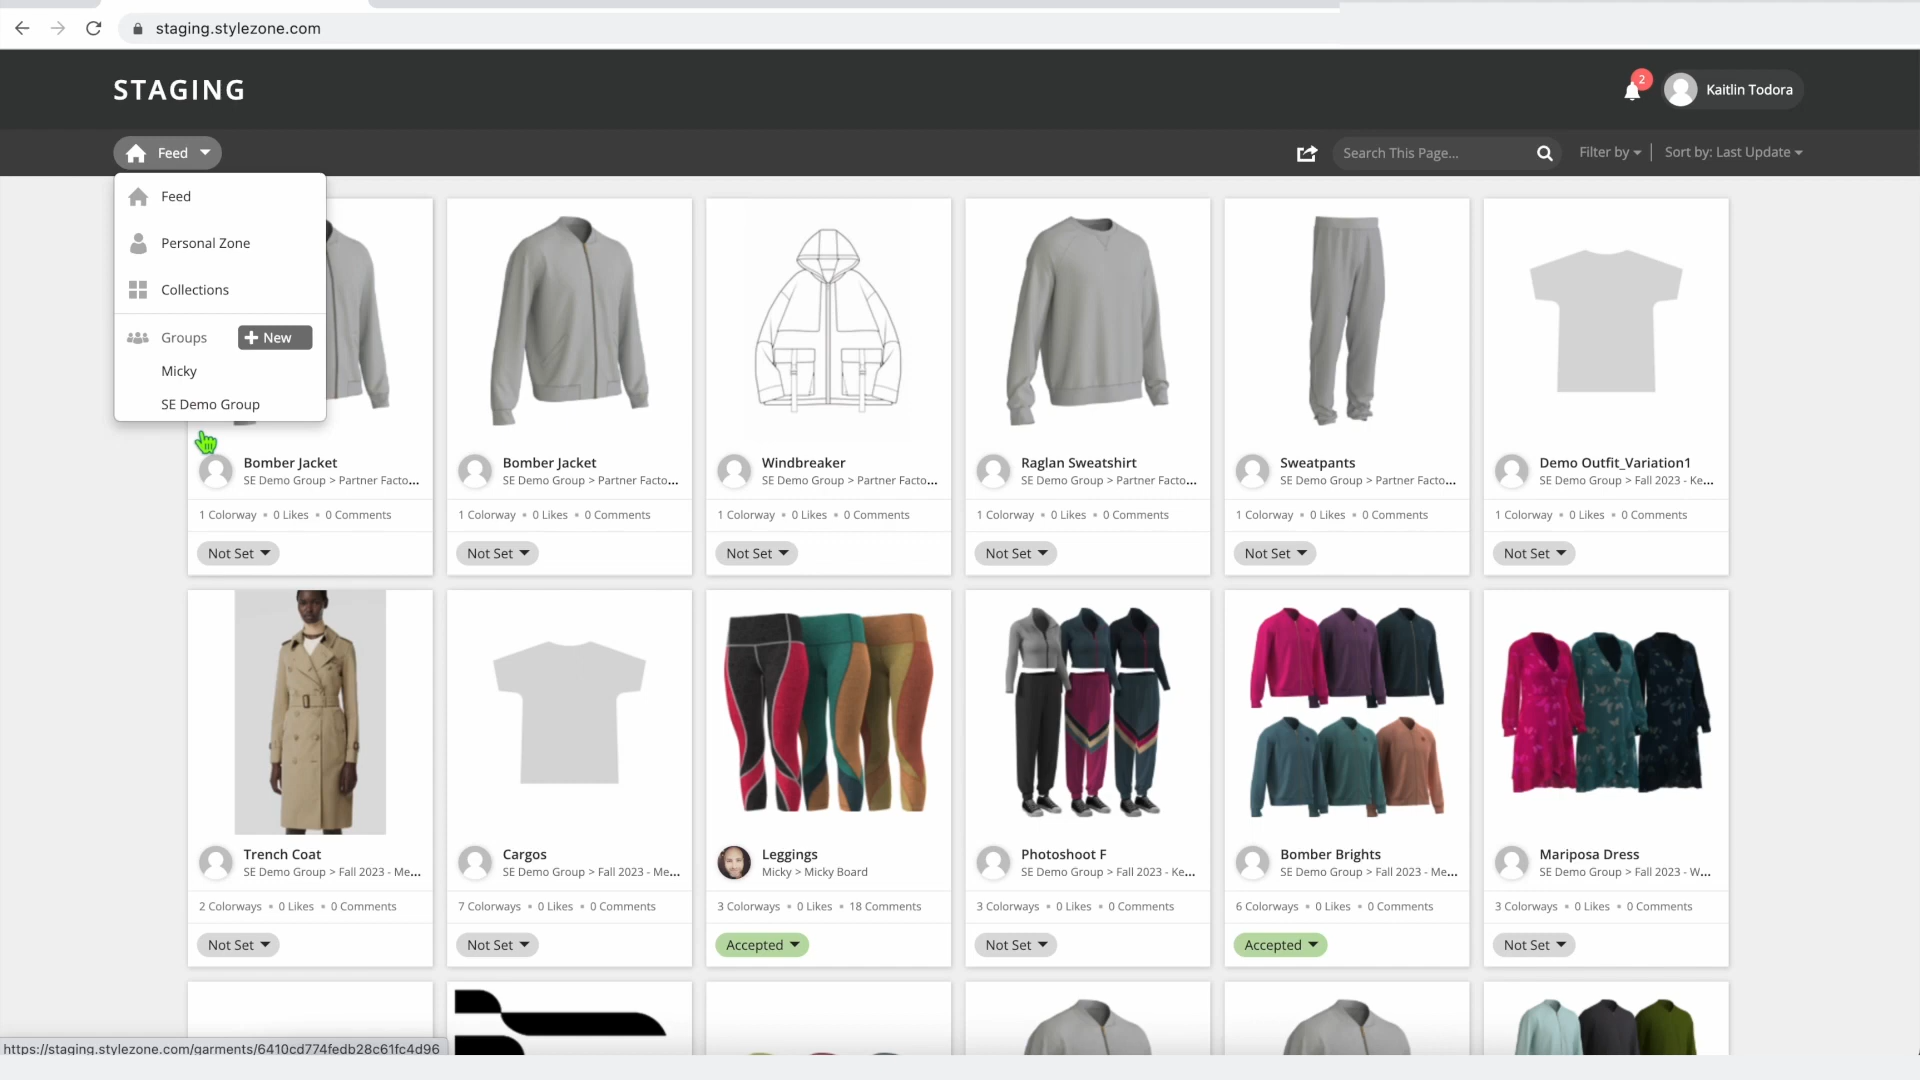 staging.stylezone.com
STAGING
2
Kaitlin Todora
Feed
Search This Page...
Filter by
Sort by: Last Update
Feed
Personal Zone
Collections
Groups
New
Micky
SE Demo Group
Bomber Jacket
SE Demo Group > Partner Facto...
1 Colorway • 0 Likes • 0 Comments
Not Set
Bomber Jacket
SE Demo Group > Partner Facto...
1 Colorway • 0 Likes • 0 Comments
Not Set
Windbreaker
SE Demo Group > Partner Facto...
1 Colorway • 0 Likes • 0 Comments
Not Set
Raglan Sweatshirt
SE Demo Group > Partner Facto...
1 Colorway • 0 Likes • 0 Comments
Not Set
Sweatpants
SE Demo Group > Partner Facto...
1 Colorway • 0 Likes • 0 Comments
Not Set
Demo Outfit_Variation1
SE Demo Group > Fall 2023 - Ke...
1 Colorway • 0 Likes • 0 Comments
Not Set
Trench Coat
SE Demo Group > Fall 2023 - Me...
2 Colorways • 0 Likes • 0 Comments
Not Set
Cargos
SE Demo Group > Fall 2023 - Me...
7 Colorways • 0 Likes • 0 Comments
Not Set
Leggings
Micky > Micky Board
3 Colorways • 0 Likes • 18 Comments
Accepted
Photoshoot F
SE Demo Group > Fall 2023 - Ke...
3 Colorways • 0 Likes • 0 Comments
Not Set
Bomber Brights
SE Demo Group > Fall 2023 - Me...
6 Colorways • 0 Likes • 0 Comments
Accepted
Mariposa Dress
SE Demo Group > Fall 2023 - W...
3 Colorways • 0 Likes • 0 Comments
Not Set
https://staging.stylezone.com/garments/6410cd774fedb28c61fc4d96